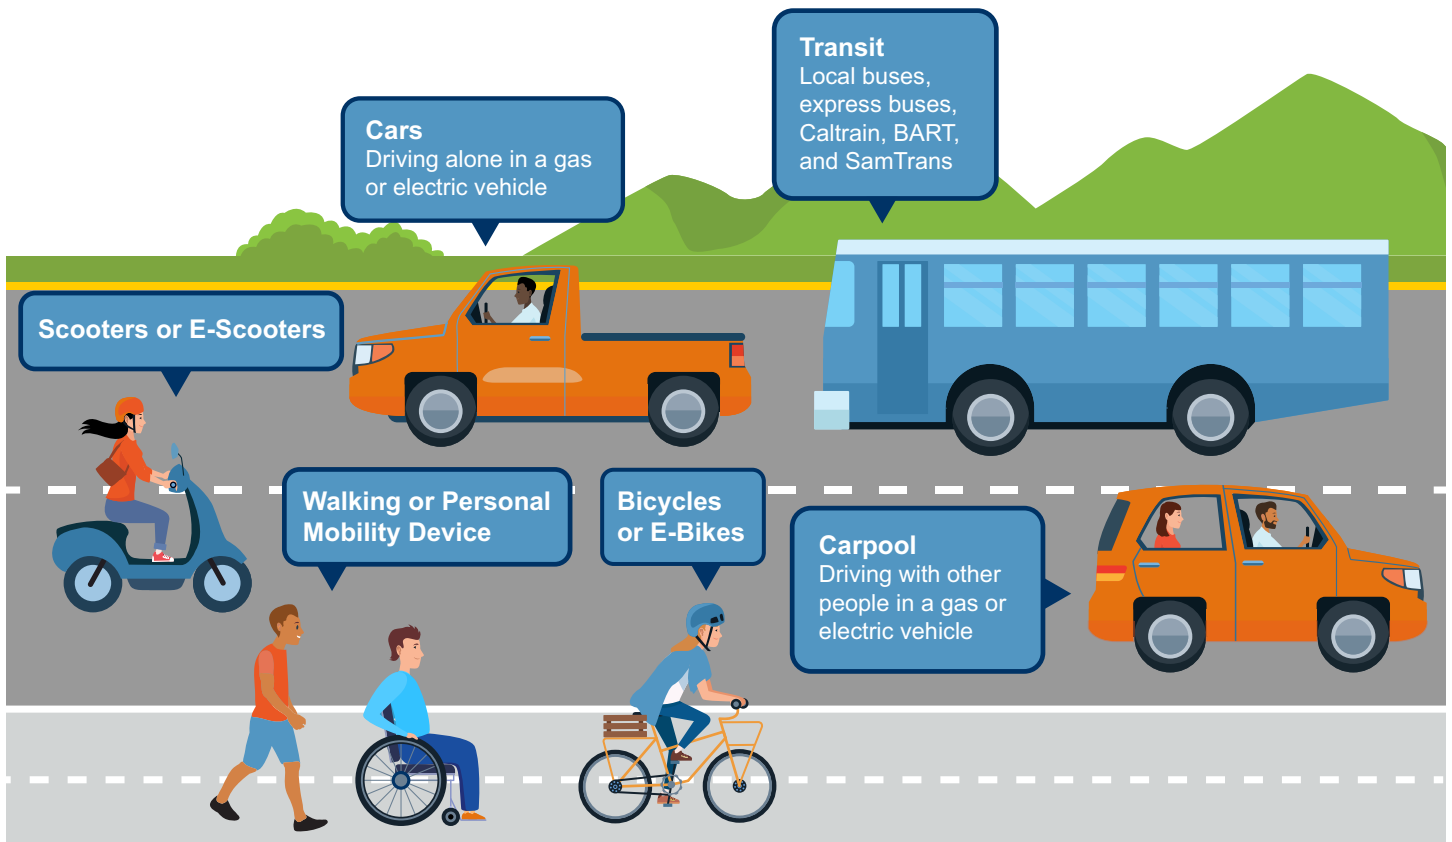 Transit
Local buses,
express buses,
Caltrain, BART,
and SamTrans
Cars
Driving alone in a gas
or electric vehicle
Scooters or E-Scooters
Walking or Personal
Mobility Device
Bicycles
or E-Bikes
Carpool
Driving with other
people in a gas or
electric vehicle